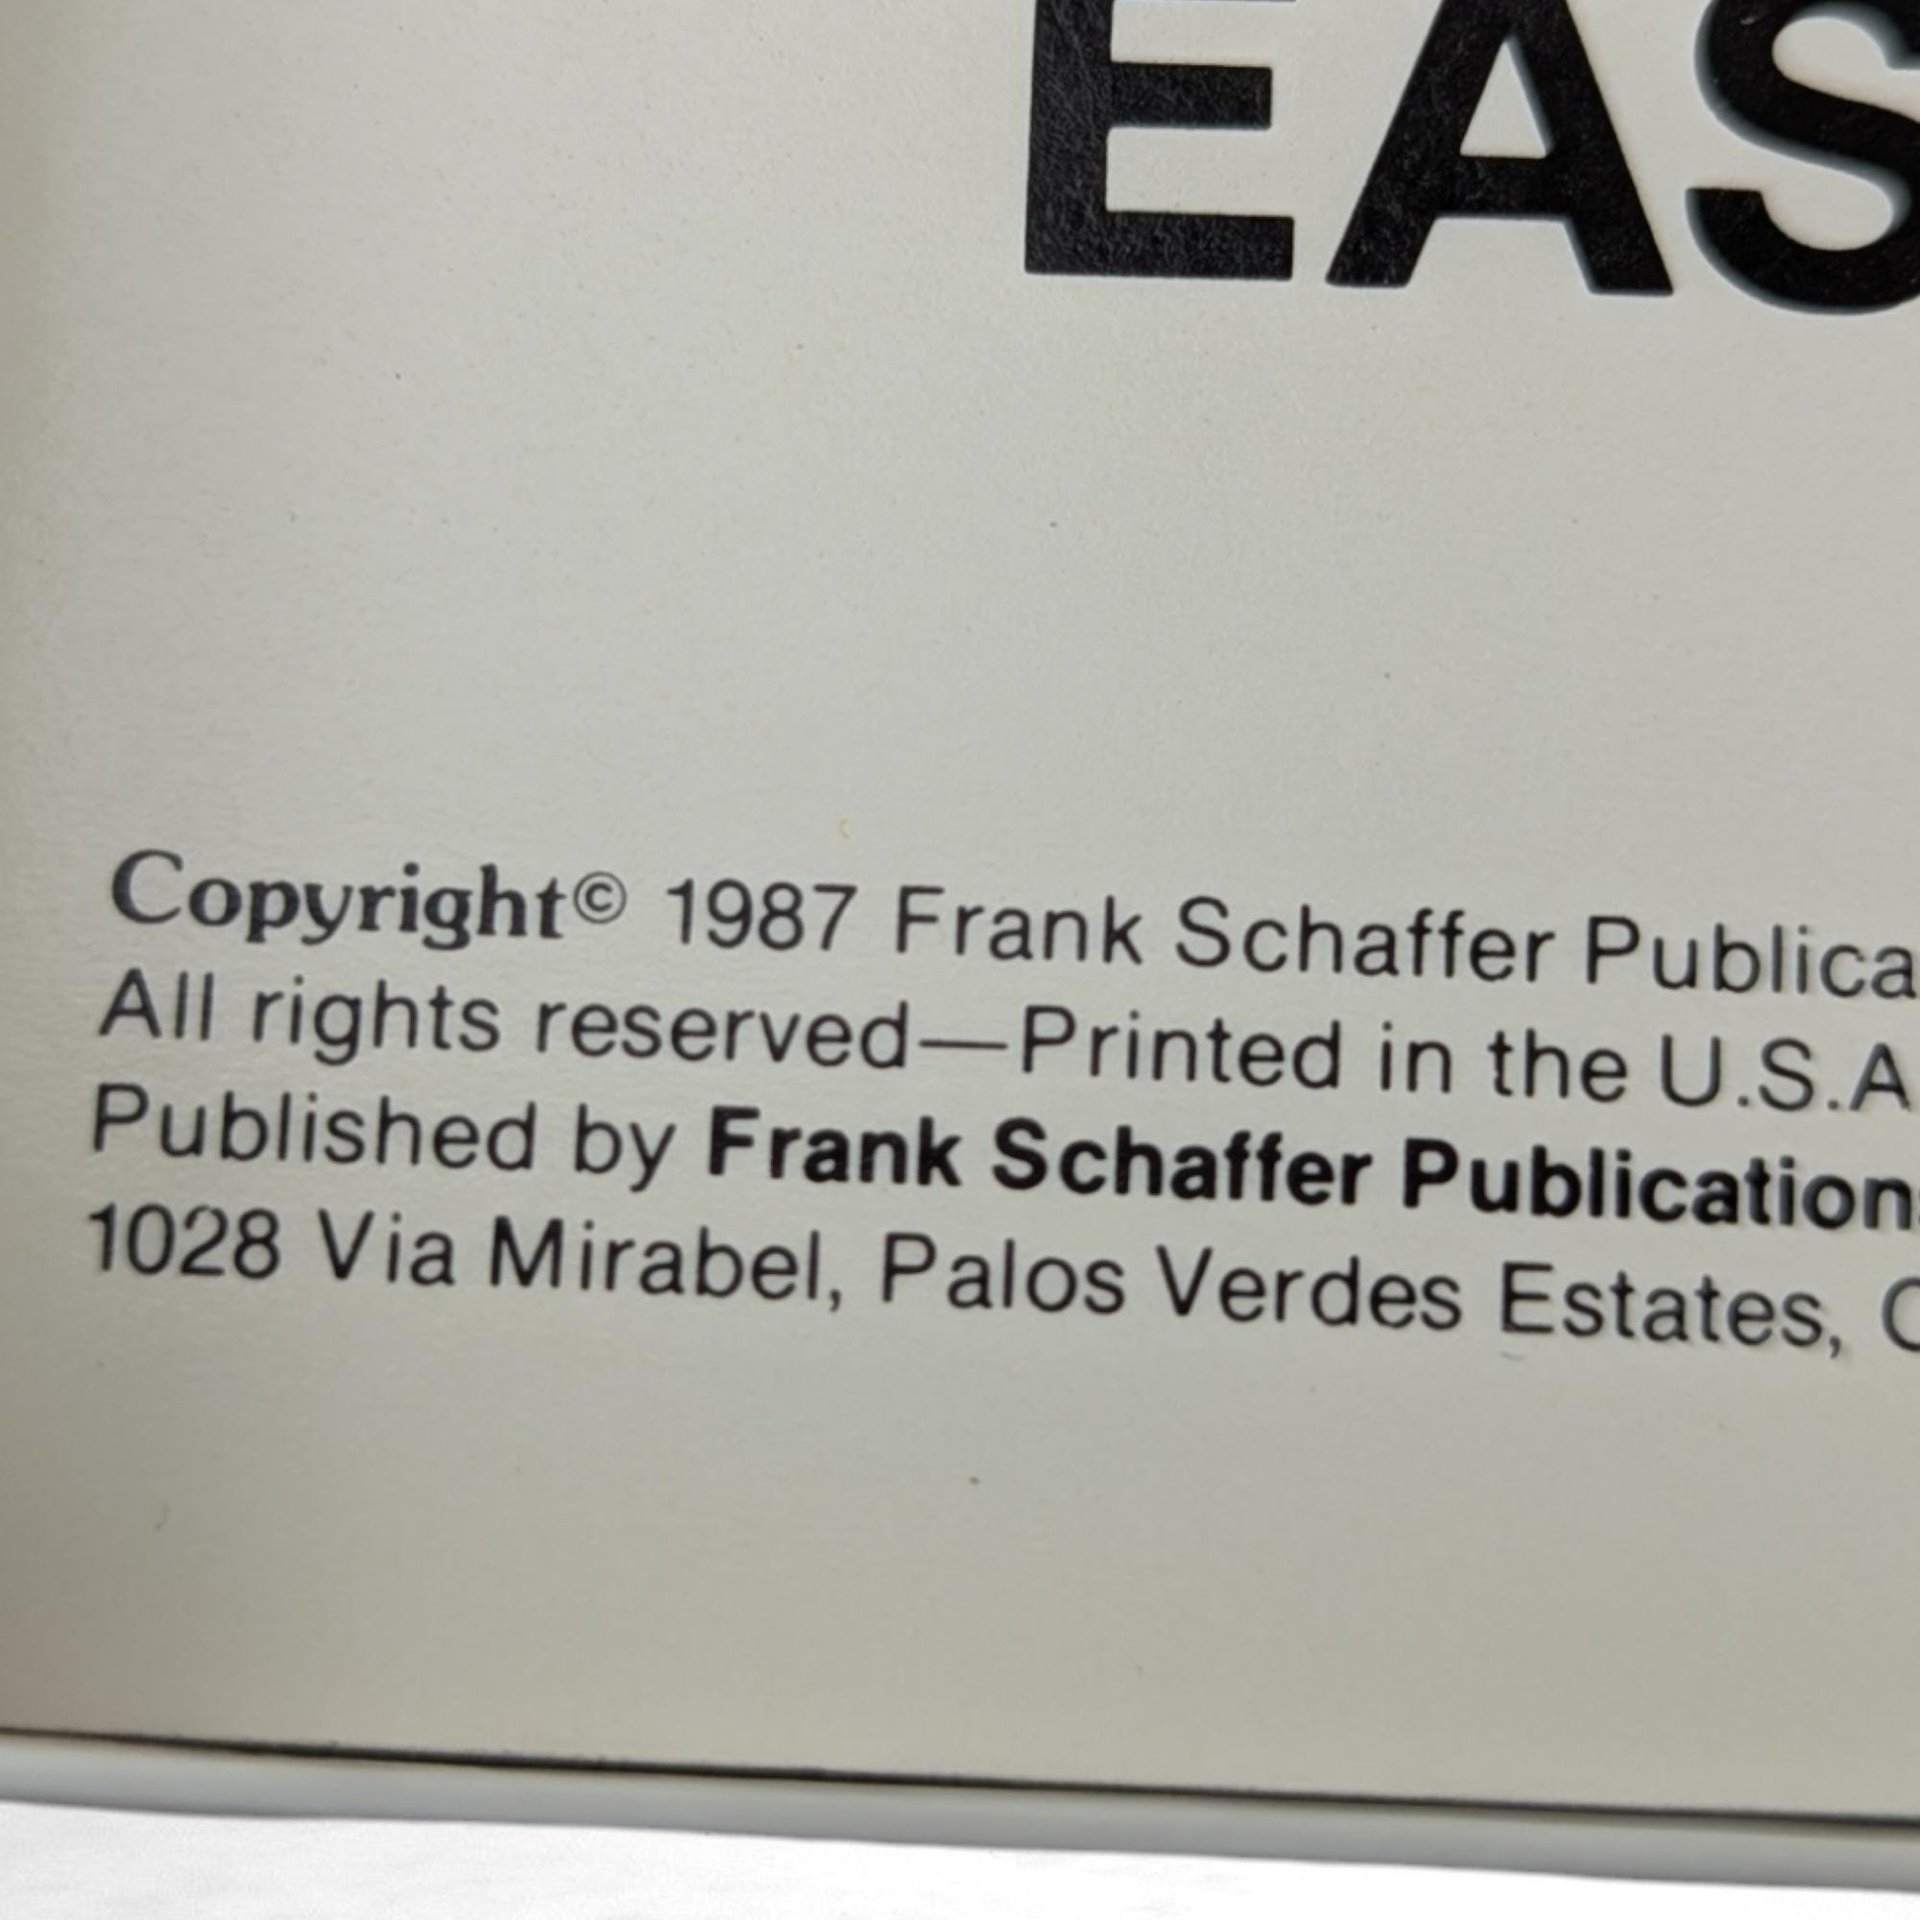 EAS
Copyright© 1987 Frank Schaffer Publica
All rights reserved—Printed in the U.S.A
Published by Frank Schaffer Publication
1028 Via Mirabel, Palos Verdes Estates, C